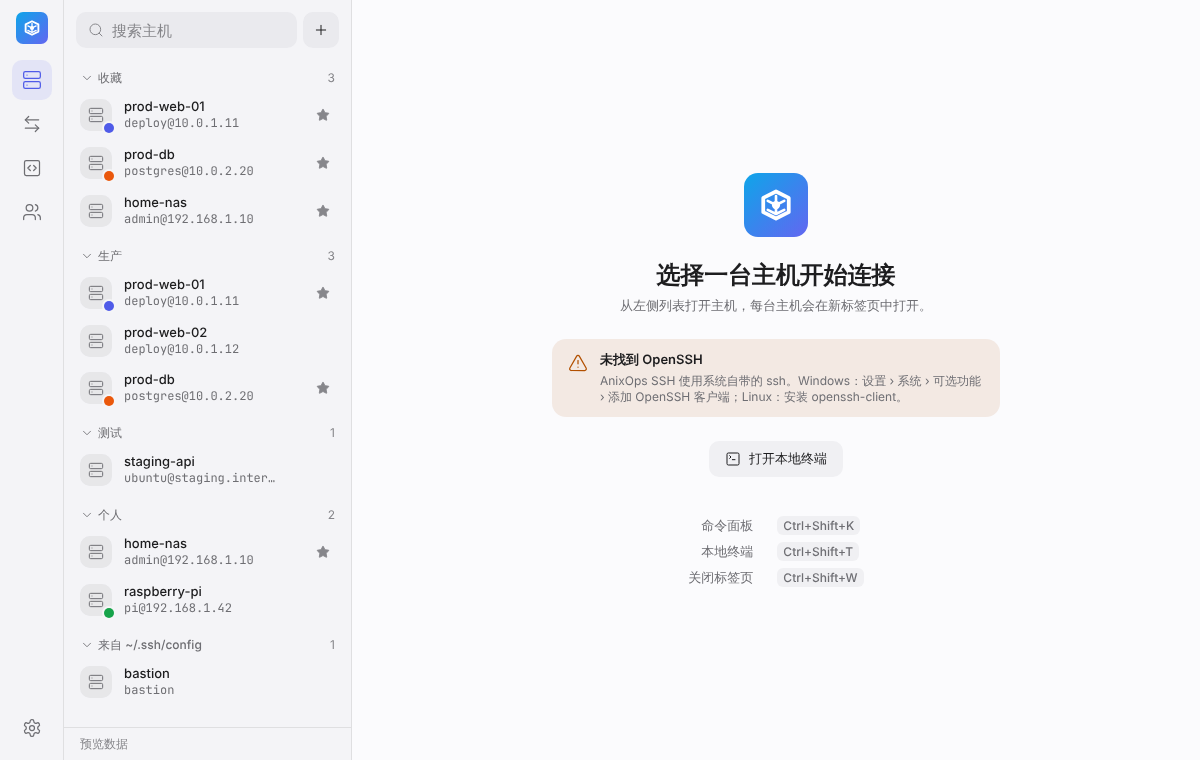 搜索主机
收藏 3
prod-web-01
deploy@10.0.1.11
prod-db
postgres@10.0.2.20
home-nas
admin@192.168.1.10
生产 3
prod-web-01
deploy@10.0.1.11
prod-web-02
deploy@10.0.1.12
prod-db
postgres@10.0.2.20
测试 1
staging-api
ubuntu@staging.inter…
个人 2
home-nas
admin@192.168.1.10
raspberry-pi
pi@192.168.1.42
来自 ~/.ssh/config 1
bastion
bastion
预览数据
选择一台主机开始连接
从左侧列表打开主机，每台主机会在新标签页中打开。
未找到 OpenSSH
AnixOps SSH 使用系统自带的 ssh。Windows：设置 › 系统 › 可选功能
› 添加 OpenSSH 客户端；Linux：安装 openssh-client。
打开本地终端
命令面板 Ctrl+Shift+K
本地终端 Ctrl+Shift+T
关闭标签页 Ctrl+Shift+W